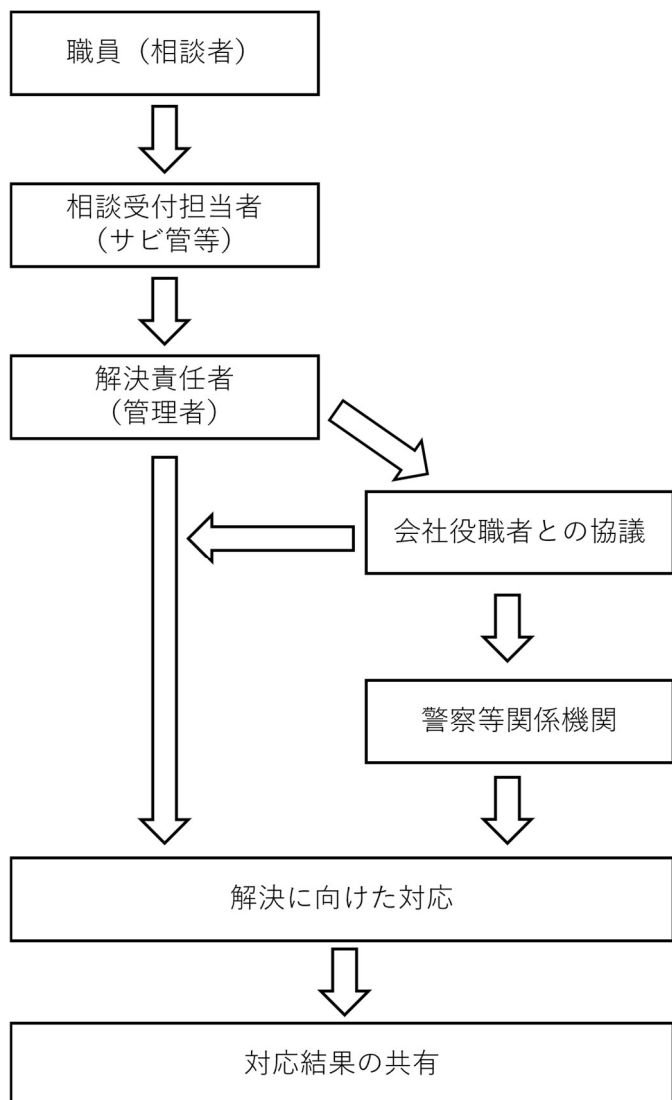 職員（相談者）
相談受付担当者
（サビ管等）
解決責任者
（管理者）
会社役職者との協議
警察等関係機関
解決に向けた対応
対応結果の共有